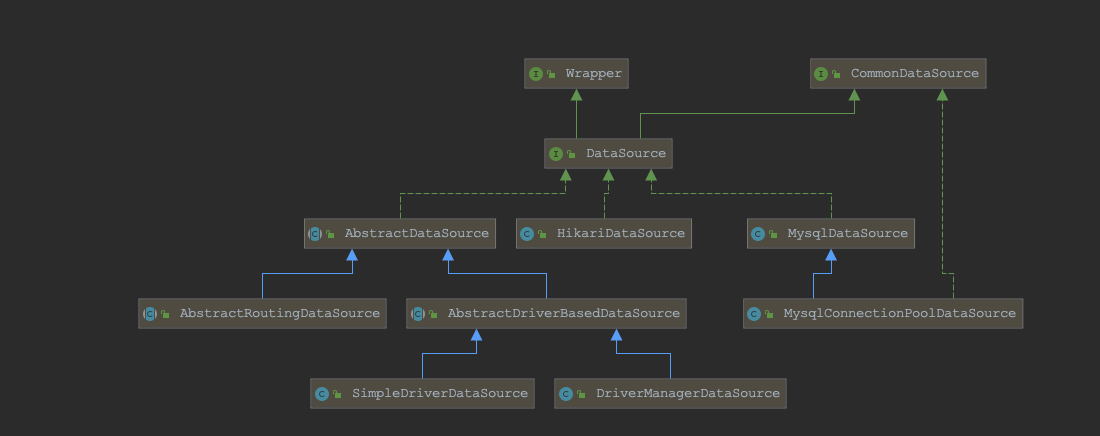 Wrapper
CommonDataSource
DataSource
AbstractDataSource
HikariDataSource
MysqlDataSource
AbstractRoutingDataSource
AbstractDriverBasedDataSource
MysqlConnectionPoolDataSource
SimpleDriverDataSource
DriverManagerDataSource